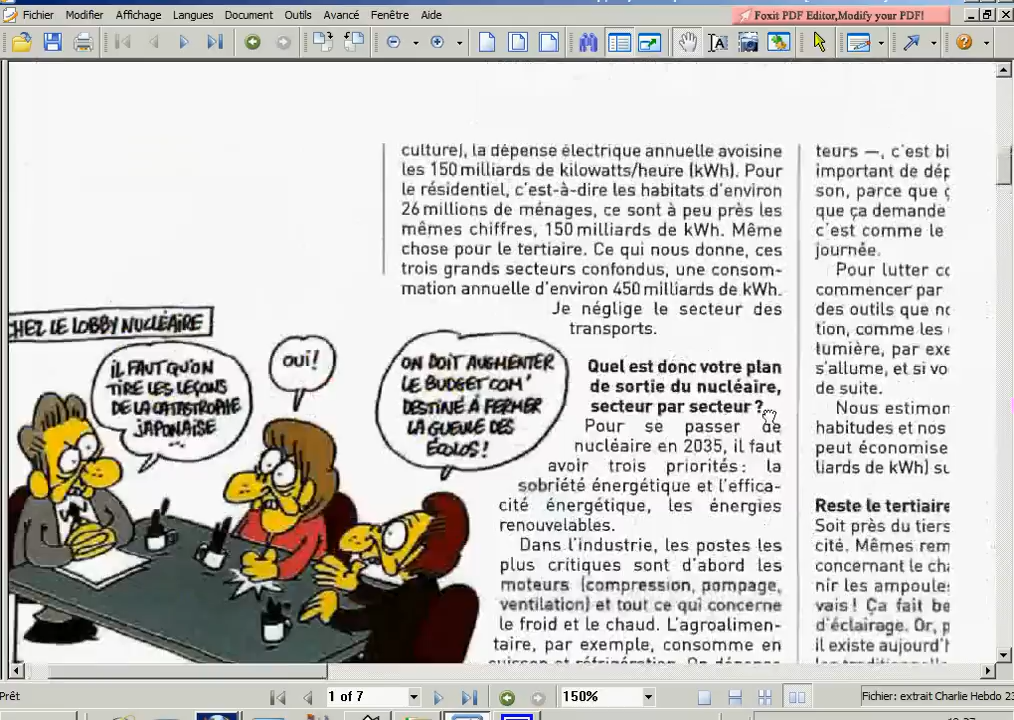 Fichier Modifier Affichage Langues Document Outils Avancé Fenêtre Aide
Foxit PDF Editor,Modify your PDF!
culture), la dépense électrique annuelle avoisine
les 150 milliards de kilowatts/heure (kWh). Pour
le résidentiel, c'est-à-dire les habitats d'environ
26 millions de ménages, ce sont à peu près les
mêmes chiffres, 150 milliards de kWh. Même
chose pour le tertiaire. Ce qui nous donne, ces
trois grands secteurs confondus, une consom-
mation annuelle d'environ 450 milliards de kWh.
Je néglige le secteur des
transports.
CHEZ LE LOBBY NUCLÉAIRE
IL FAUT QU'ON
TIRE LES LEÇONS
DE LA CATASTROPHE
JAPONAISE
...
OUI!
ON DOIT AUGMENTER
LE BUDGET COM'
DESTINÉ À FERMER
LA GUEULE DES
ÉCOLOS!
Quel est donc votre plan
de sortie du nucléaire,
secteur par secteur ?
Pour se passer de
nucléaire en 2035, il faut
avoir trois priorités : la
sobriété énergétique et l'effica-
cité énergétique, les énergies
renouvelables.
Dans l'industrie, les postes les
plus critiques sont d'abord les
moteurs (compression, pompage,
ventilation) et tout ce qui concerne
le froid et le chaud. L'agroalimen-
taire, par exemple, consomme en
teurs —, c'est bi
important de dép
son, parce que
que ça demande
c'est comme le
journée.
Pour lutter co
commencer par
des outils que no
tion, comme les
lumière, par exe
s'allume, et si vo
de suite.
Nous estimon
habitudes et nos
peut économise
liards de kWh) su
Reste le tertiaire
Soit près du tiers
cité. Mêmes rem
concernant le cha
nir les ampoule
vais ! Ça fait be
d'éclairage. Or, p
il existe aujourd'h
Prêt
1 of 7
150%
Fichier: extrait Charlie Hebdo 23